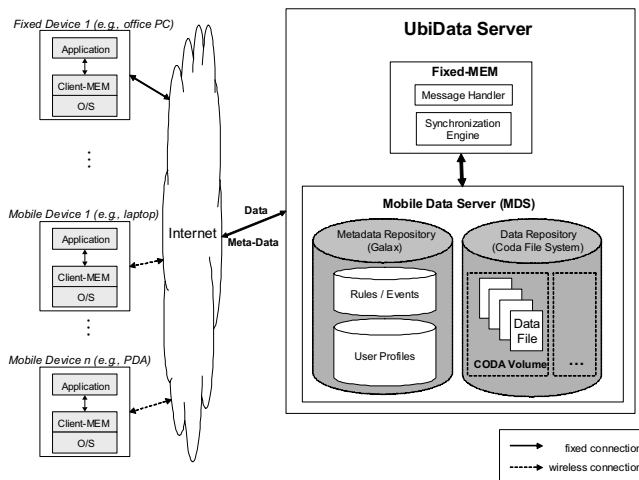 Fixed Device 1 (e.g., office PC)
Application
Client-MEM
O/S
Mobile Device 1 (e.g., laptop)
Application
Client-MEM
O/S
Mobile Device n (e.g., PDA)
Application
Client-MEM
O/S
Internet
Data
Meta-Data
UbiData Server
Fixed-MEM
Message Handler
Synchronization
Engine
Mobile Data Server (MDS)
Metadata Repository
(Galax)
Rules / Events
User Profiles
Data Repository
(Coda File System)
Data
File
CODA Volume
...
fixed connection
wireless connection